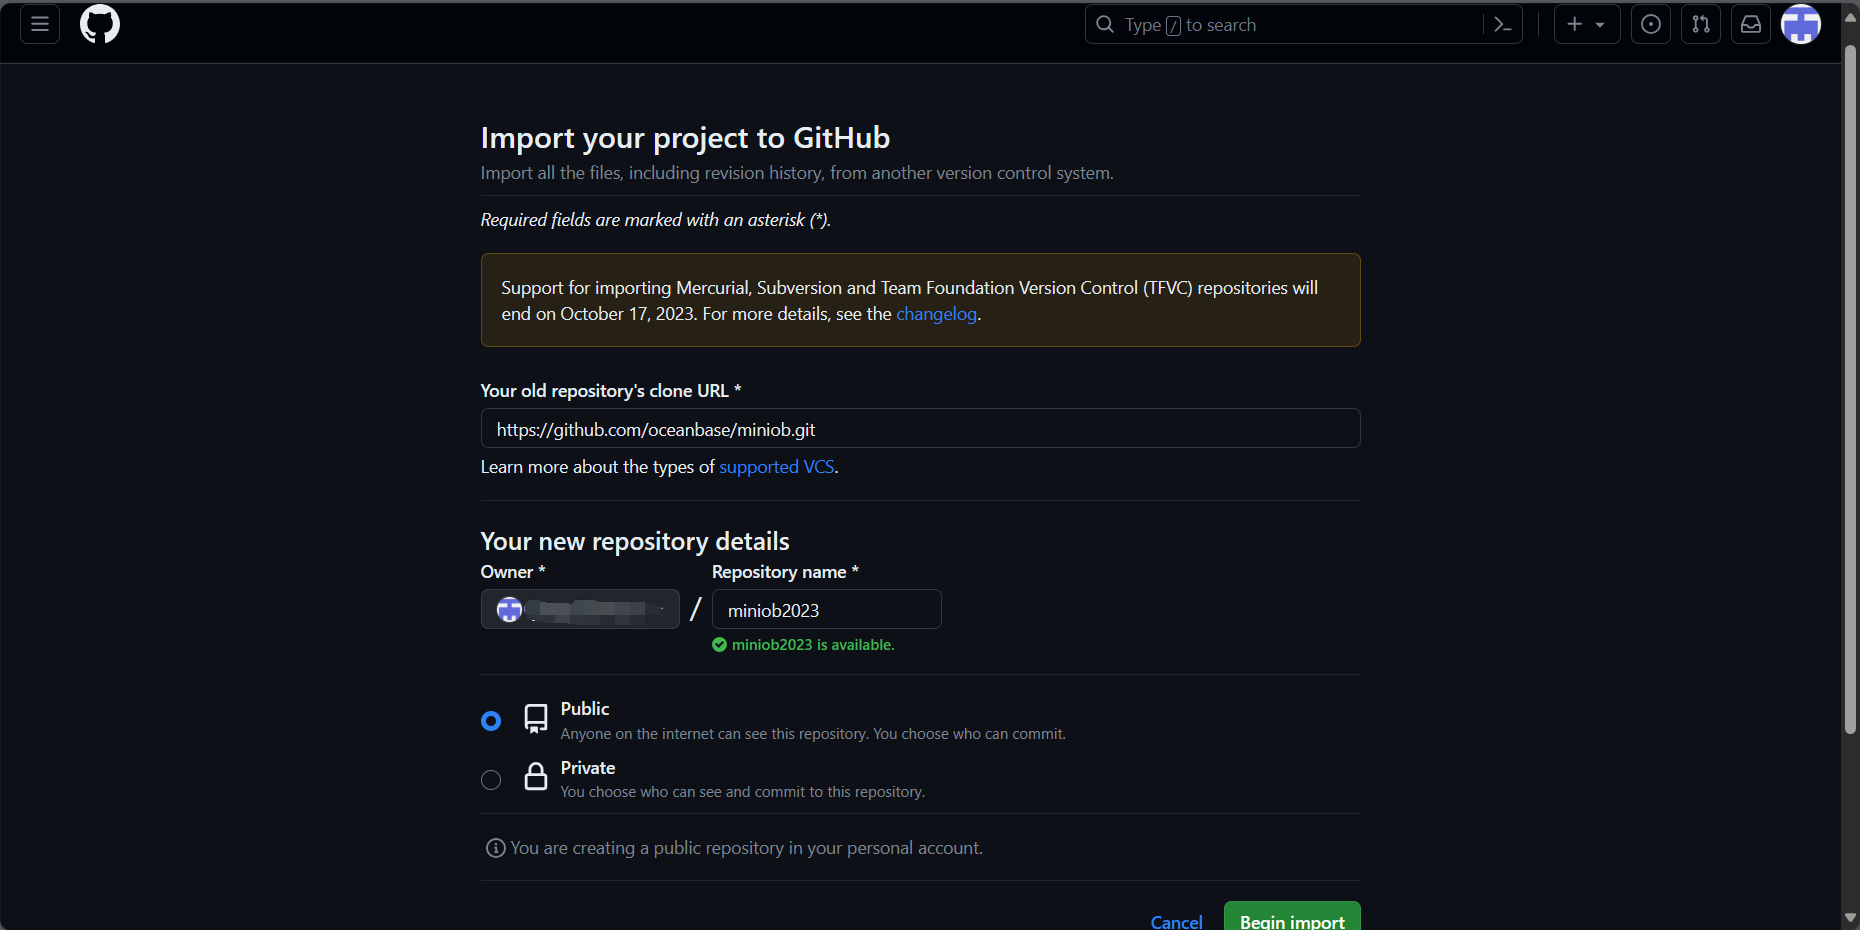 Type / to search
Import your project to GitHub
Import all the files, including revision history, from another version control system.
Required fields are marked with an asterisk (*).
Support for importing Mercurial, Subversion and Team Foundation Version Control (TFVC) repositories will
end on October 17, 2023. For more details, see the changelog.
Your old repository's clone URL *
https://github.com/oceanbase/miniob.git
Learn more about the types of supported VCS.
Your new repository details
Owner * Repository name *
/ miniob2023
miniob2023 is available.
Public
Anyone on the internet can see this repository. You choose who can commit.
Private
You choose who can see and commit to this repository.
You are creating a public repository in your personal account.
Cancel Begin import